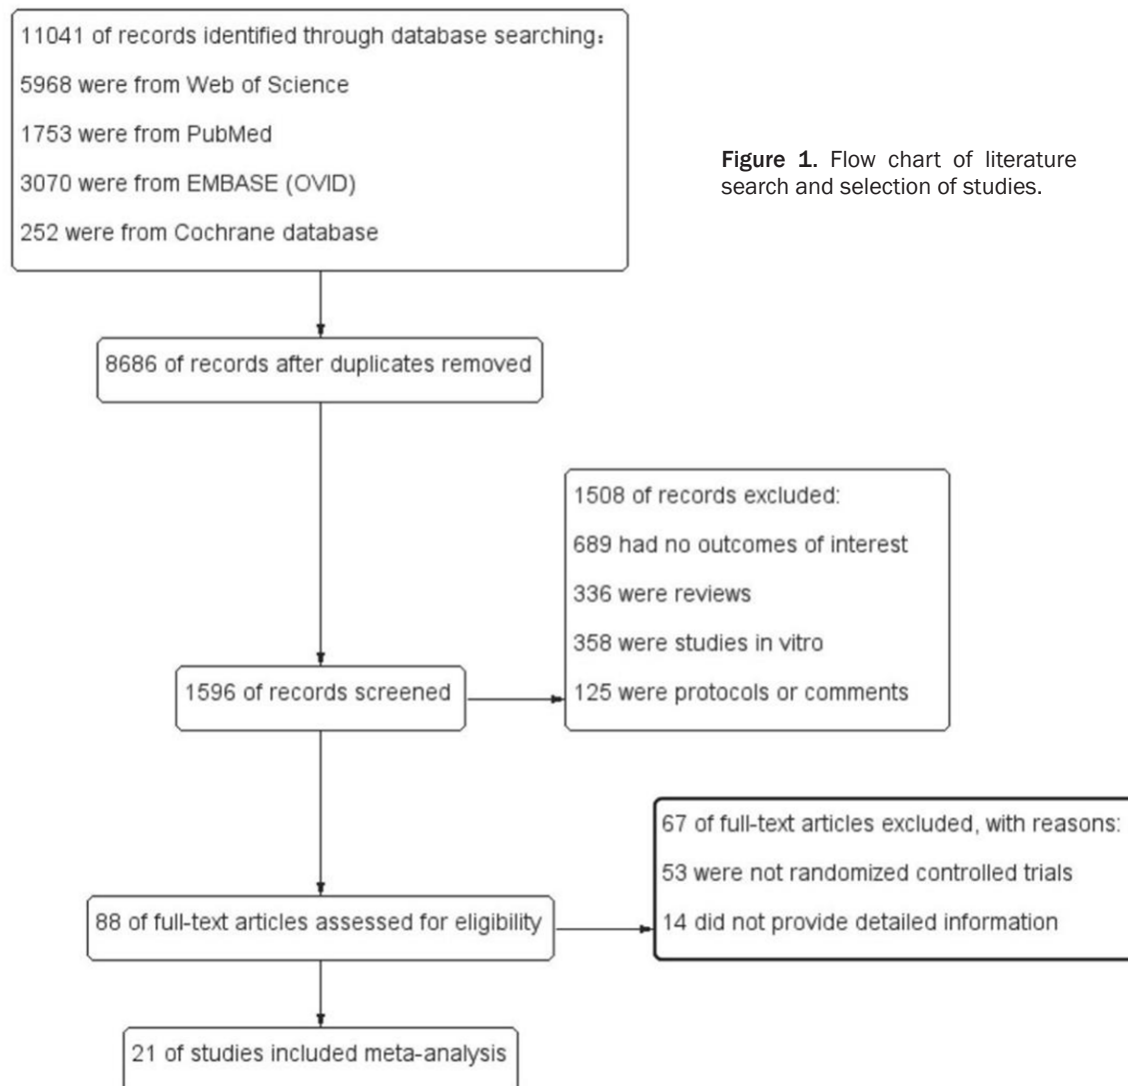 11041 of records identified through database searching:
5968 were from Web of Science
1753 were from PubMed
3070 were from EMBASE (OVID)
252 were from Cochrane database
Figure 1. Flow chart of literature
search and selection of studies.
8686 of records after duplicates removed
1508 of records excluded:
689 had no outcomes of interest
336 were reviews
358 were studies in vitro
125 were protocols or comments
1596 of records screened
67 of full-text articles excluded, with reasons:
53 were not randomized controlled trials
14 did not provide detailed information
88 of full-text articles assessed for eligibility
21 of studies included meta-analysis